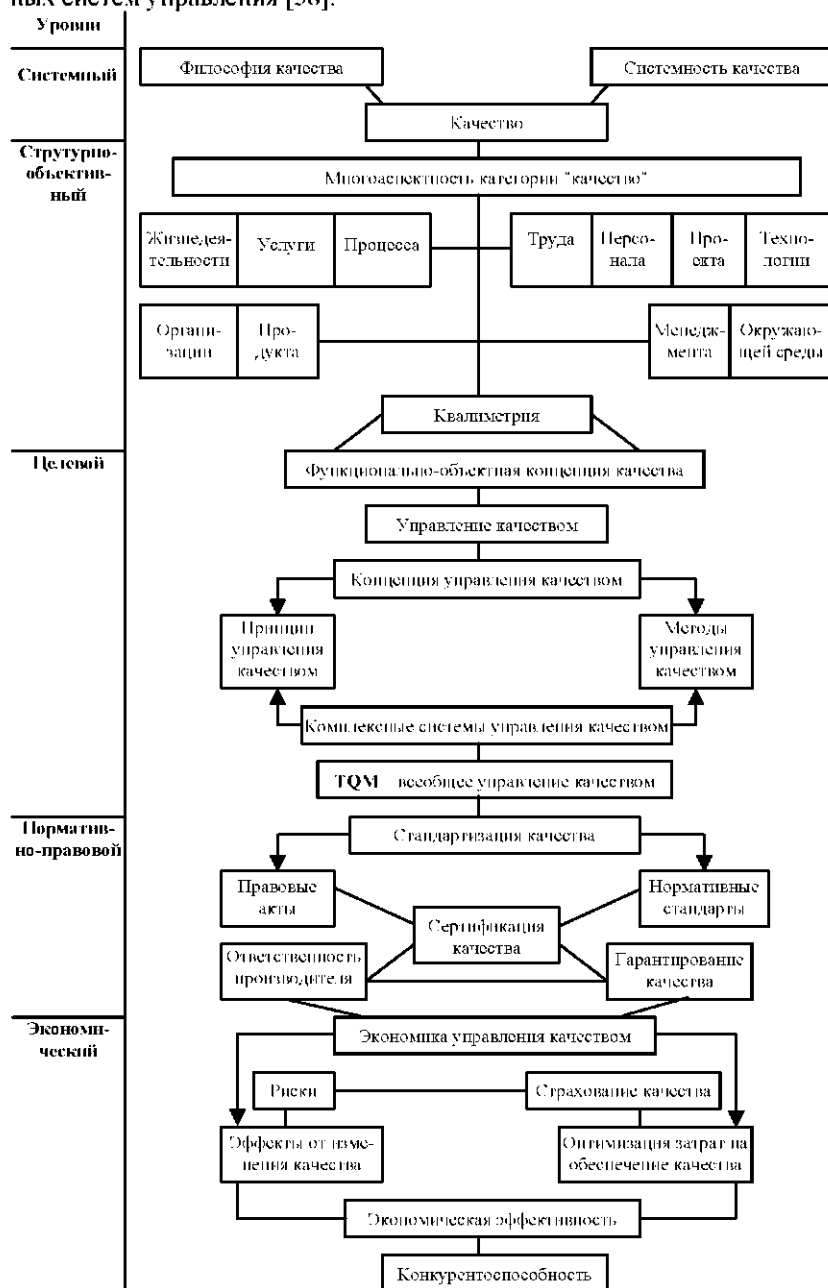 ных систем управления [36].
Уровни
Системный
Философия качества
Системность качества
Качество
Струтурно-
объектив-
ный
Многоаспектность категории "качество"
Жизнедея-
тельности
Услуги
Процесса
Труда
Персо-
нала
Про-
екта
Техно-
логии
Органи-
зации
Про-
дукта
Менедж-
мента
Окружаю-
щей среды
Квалиметрия
Целевой
Функционально-объектная концепция качества
Управление качеством
Концепция управления качеством
Принцип
управления
качеством
Методы
управления
качеством
Комплексные системы управления качеством
TQM всеобщее управление качеством
Норматив-
но-правовой
Стандартизация качества
Правовые
акты
Нормативные
стандарты
Сертификация
качества
Ответственность
производителя
Гарантирование
качества
Экономи-
ческий
Экономика управления качеством
Риски
Страхование качества
Эффекты от изме-
нения качества
Оптимизация затрат на
обеспечение качества
Экономическая эффективность
Конкурентоспособность